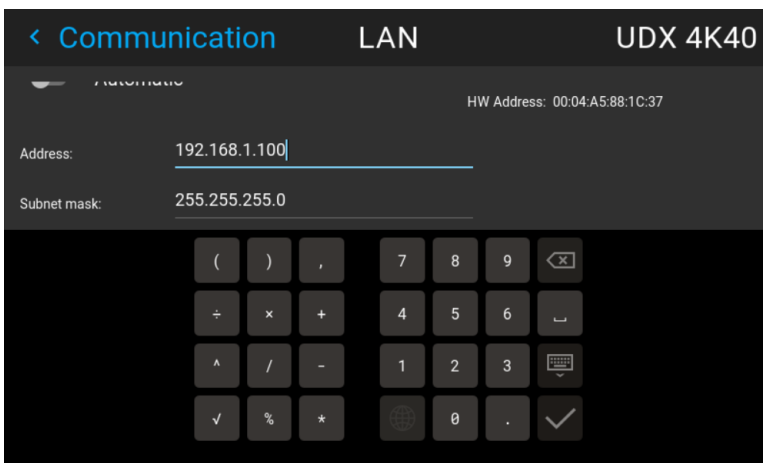 < Communication LAN UDX 4K40
Automatic
HW Address: 00:04:A5:88:1C:37
Address: 192.168.1.100
Subnet mask: 255.255.255.0
( ) , 7 8 9
÷ × + 4 5 6
^ / - 1 2 3
√ % * 0 .